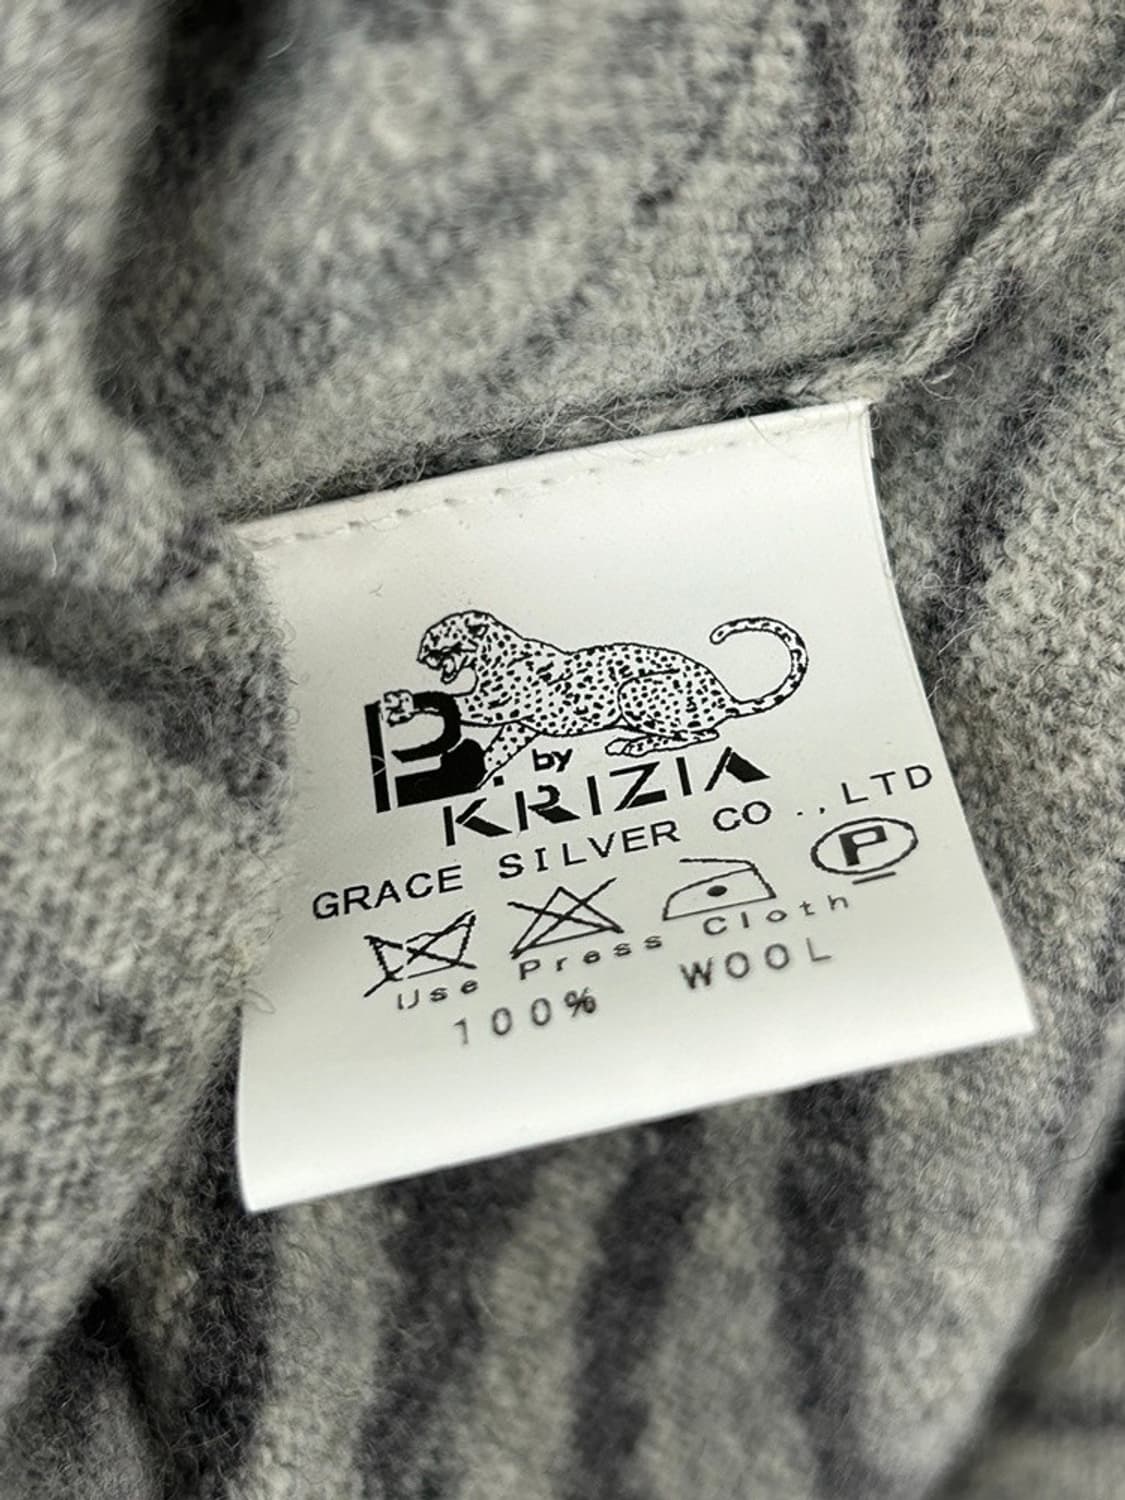 B. by
KRIZIA
GRACE SILVER CO., LTD
P
Use Press Cloth
100% WOOL